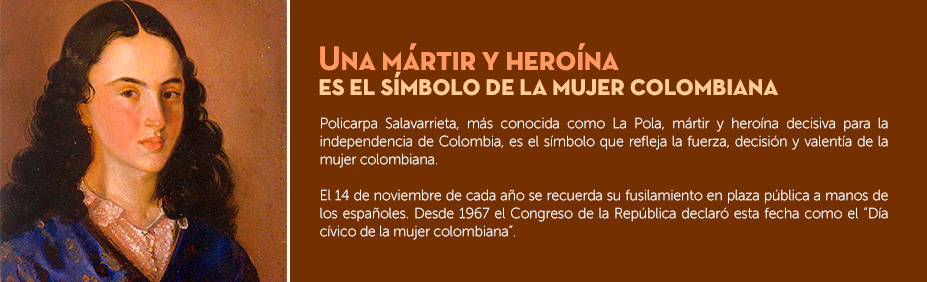 UNA MÁRTIR Y HEROÍNA
ES EL SÍMBOLO DE LA MUJER COLOMBIANA
Policarpa Salavarrieta, más conocida como La Pola, mártir y heroína decisiva para la
independencia de Colombia, es el símbolo que refleja la fuerza, decisión y valentía de la
mujer colombiana.
El 14 de noviembre de cada año se recuerda su fusilamiento en plaza pública a manos de
los españoles. Desde 1967 el Congreso de la República declaró esta fecha como el “Día
cívico de la mujer colombiana”.